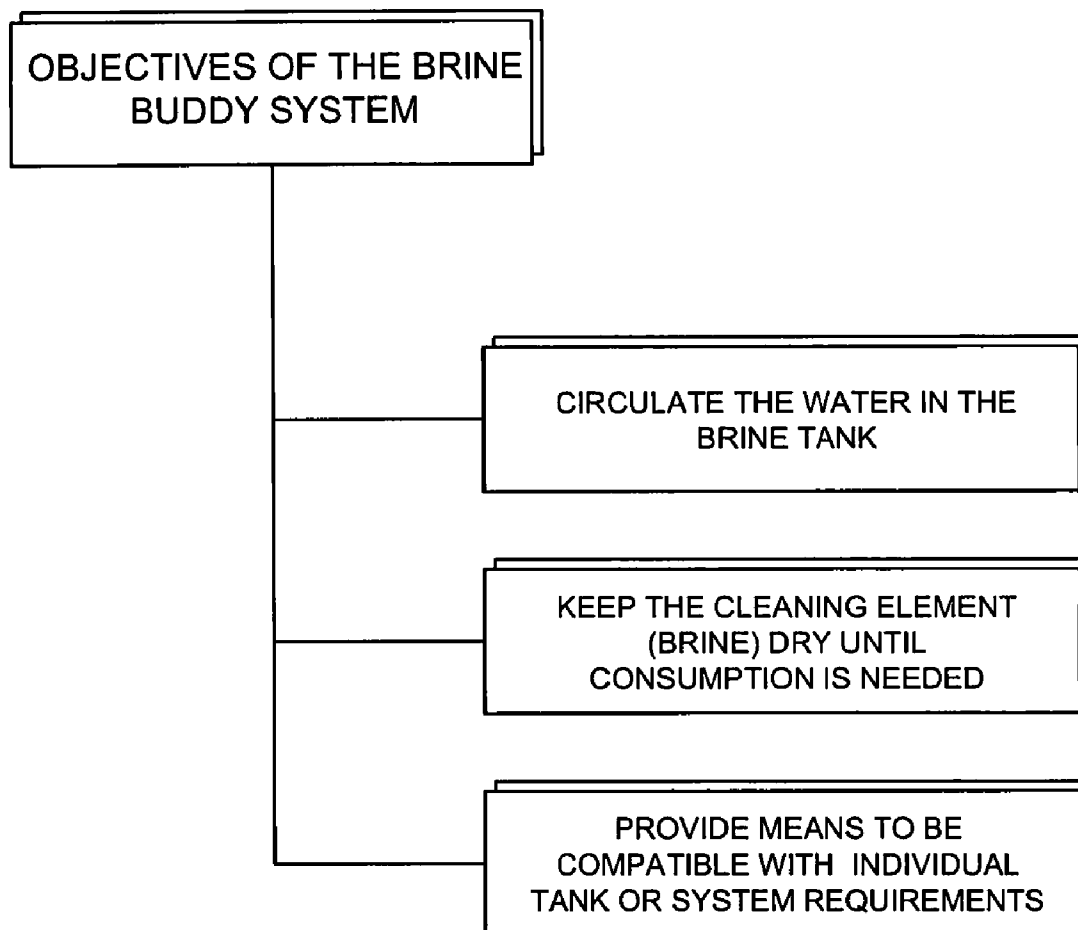 OBJECTIVES OF THE BRINE
BUDDY SYSTEM
CIRCULATE THE WATER IN THE
BRINE TANK
KEEP THE CLEANING ELEMENT
(BRINE) DRY UNTIL
CONSUMPTION IS NEEDED
PROVIDE MEANS TO BE
COMPATIBLE WITH INDIVIDUAL
TANK OR SYSTEM REQUIREMENTS